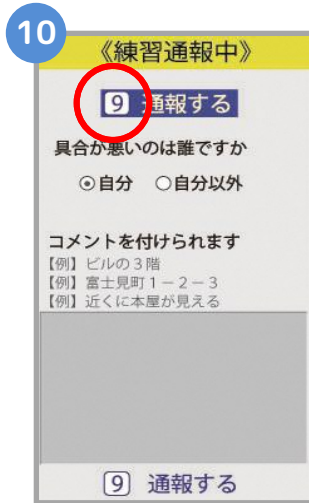 10
《練習通報中》
9 通報する
具合が悪いのは誰ですか
◉自分 ○自分以外
コメントを付けられます
【例】ビルの3階
【例】富士見町1－2－3
【例】近くに本屋が見える
9 通報する